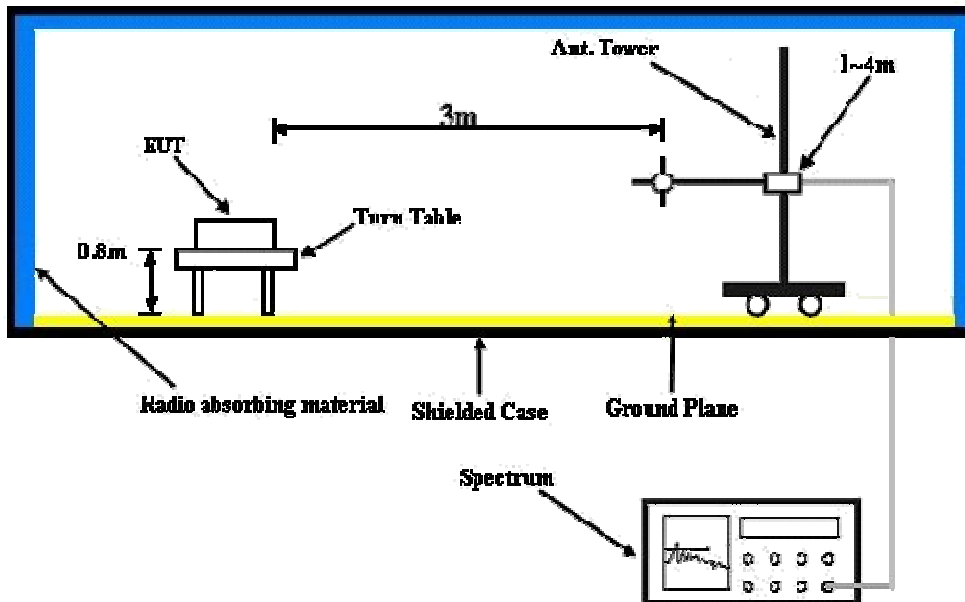 Ant. Tower
1~4m
3m
EUT
Turn Table
0.8m
Radio absorbing material
Shielded Case
Ground Plane
Spectrum